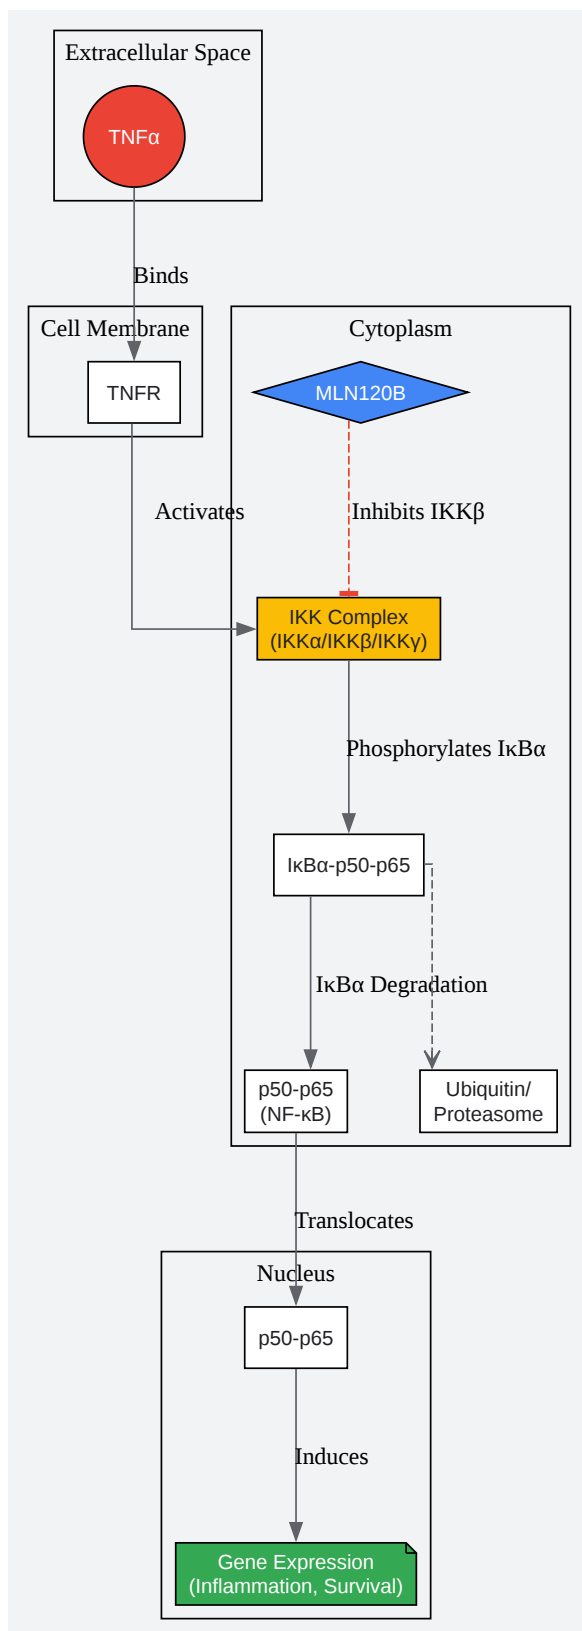 Extracellular Space
TNFα
Binds
Cell Membrane
TNFR
Cytoplasm
MLN120B
Activates
Inhibits IKKβ
IKK Complex
(IKKα/IKKβ/IKKγ)
Phosphorylates IκBα
IκBα-p50-p65
IκBα Degradation
p50-p65
(NF-κB)
Ubiquitin/
Proteasome
Translocates
Nucleus
p50-p65
Induces
Gene Expression
(Inflammation, Survival)